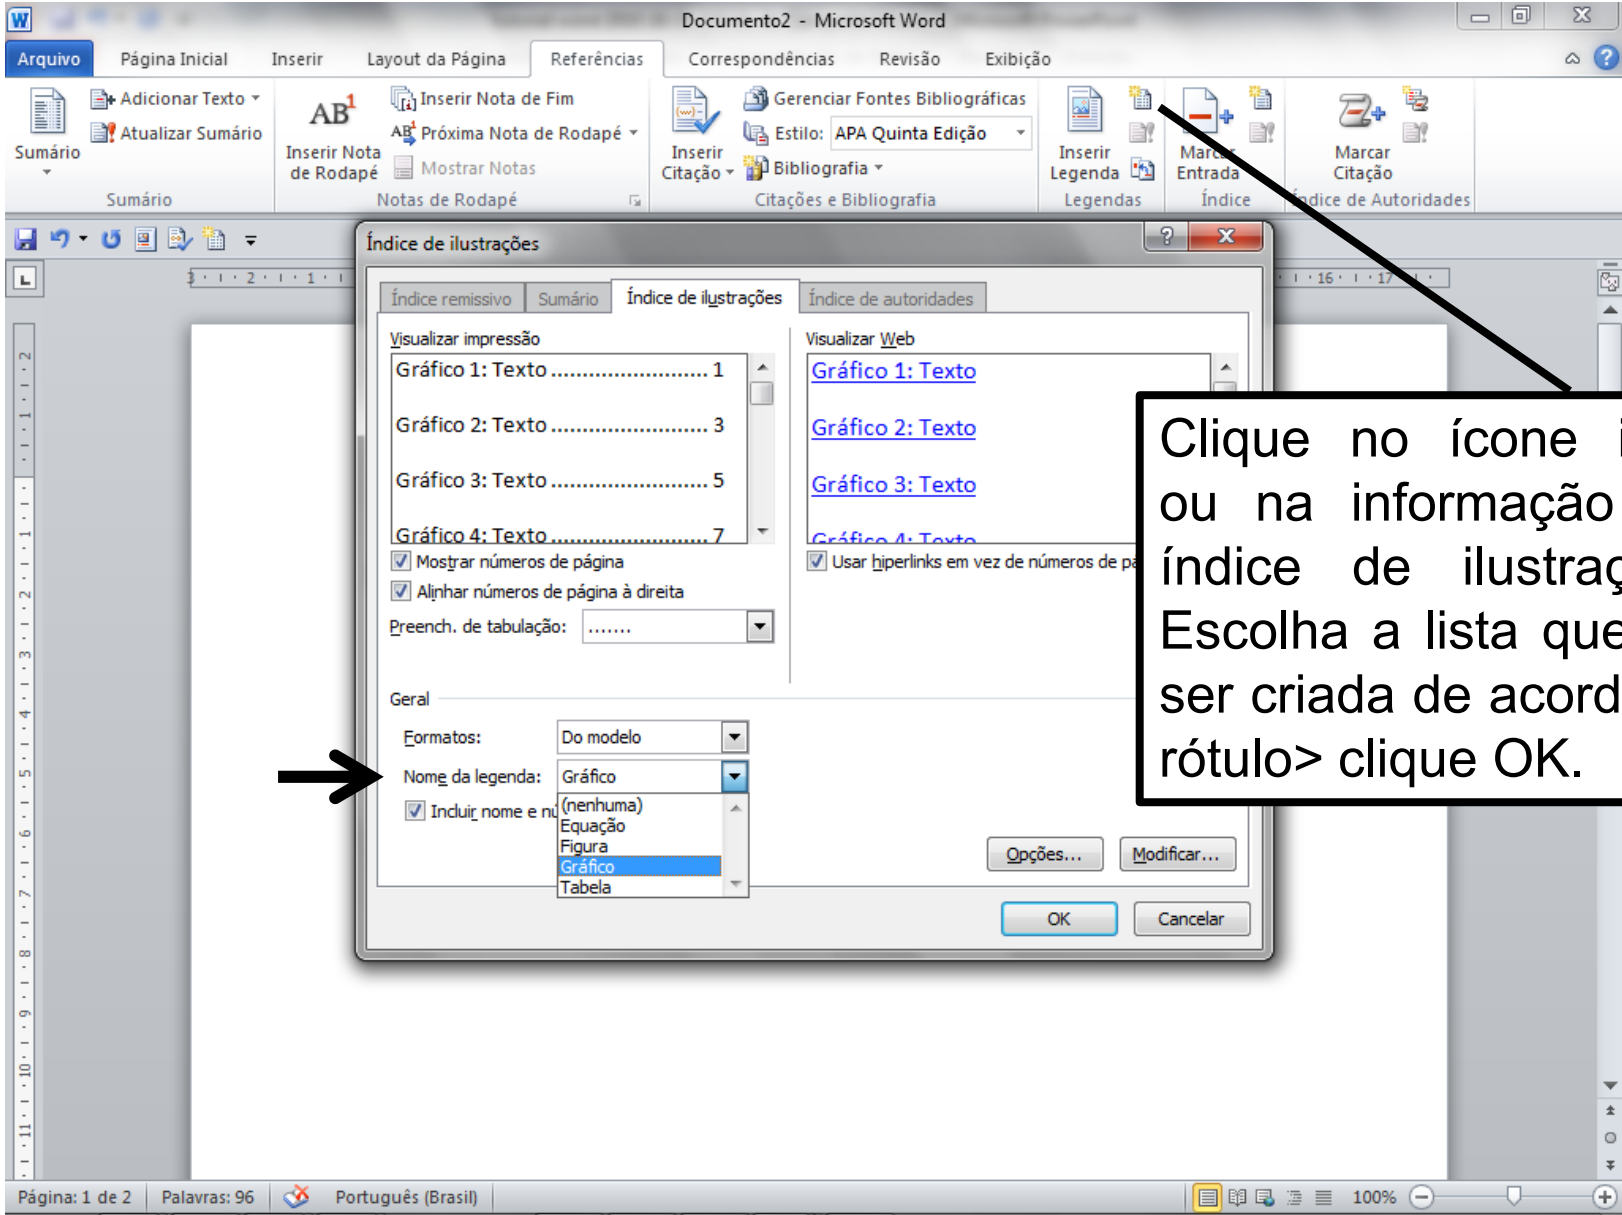 Documento2 - Microsoft Word
Arquivo Página Inicial Inserir Layout da Página Referências Correspondências Revisão Exibição
Sumário
Adicionar Texto
Atualizar Sumário
Sumário
AB1
Inserir Nota de Rodapé
Inserir Nota de Fim
Próxima Nota de Rodapé
Mostrar Notas
Notas de Rodapé
Inserir Citação
Gerenciar Fontes Bibliográficas
Estilo: APA Quinta Edição
Bibliografia
Citações e Bibliografia
Inserir Legenda
Legendas
Marcar Entrada
Índice
Marcar Citação
Índice de Autoridades
Índice de ilustrações
Índice remissivo Sumário Índice de ilustrações Índice de autoridades
Visualizar impressão
Gráfico 1: Texto ......................... 1
Gráfico 2: Texto ......................... 3
Gráfico 3: Texto ......................... 5
Gráfico 4: Texto ......................... 7
Mostrar números de página
Alinhar números de página à direita
Preench. de tabulação: .......
Visualizar Web
Gráfico 1: Texto
Gráfico 2: Texto
Gráfico 3: Texto
Gráfico 4: Texto
Usar hiperlinks em vez de números de
Geral
Formatos: Do modelo
Nome da legenda: Gráfico
Incluir nome e
(nenhuma)
Equação
Figura
Gráfico
Tabela
Opções... Modificar...
OK Cancelar
Clique no ícone
ou na informação
índice de
Escolha a lista que
ser criada de
rótulo> clique OK.
Página: 1 de 2 Palavras: 96 Português (Brasil) 100%